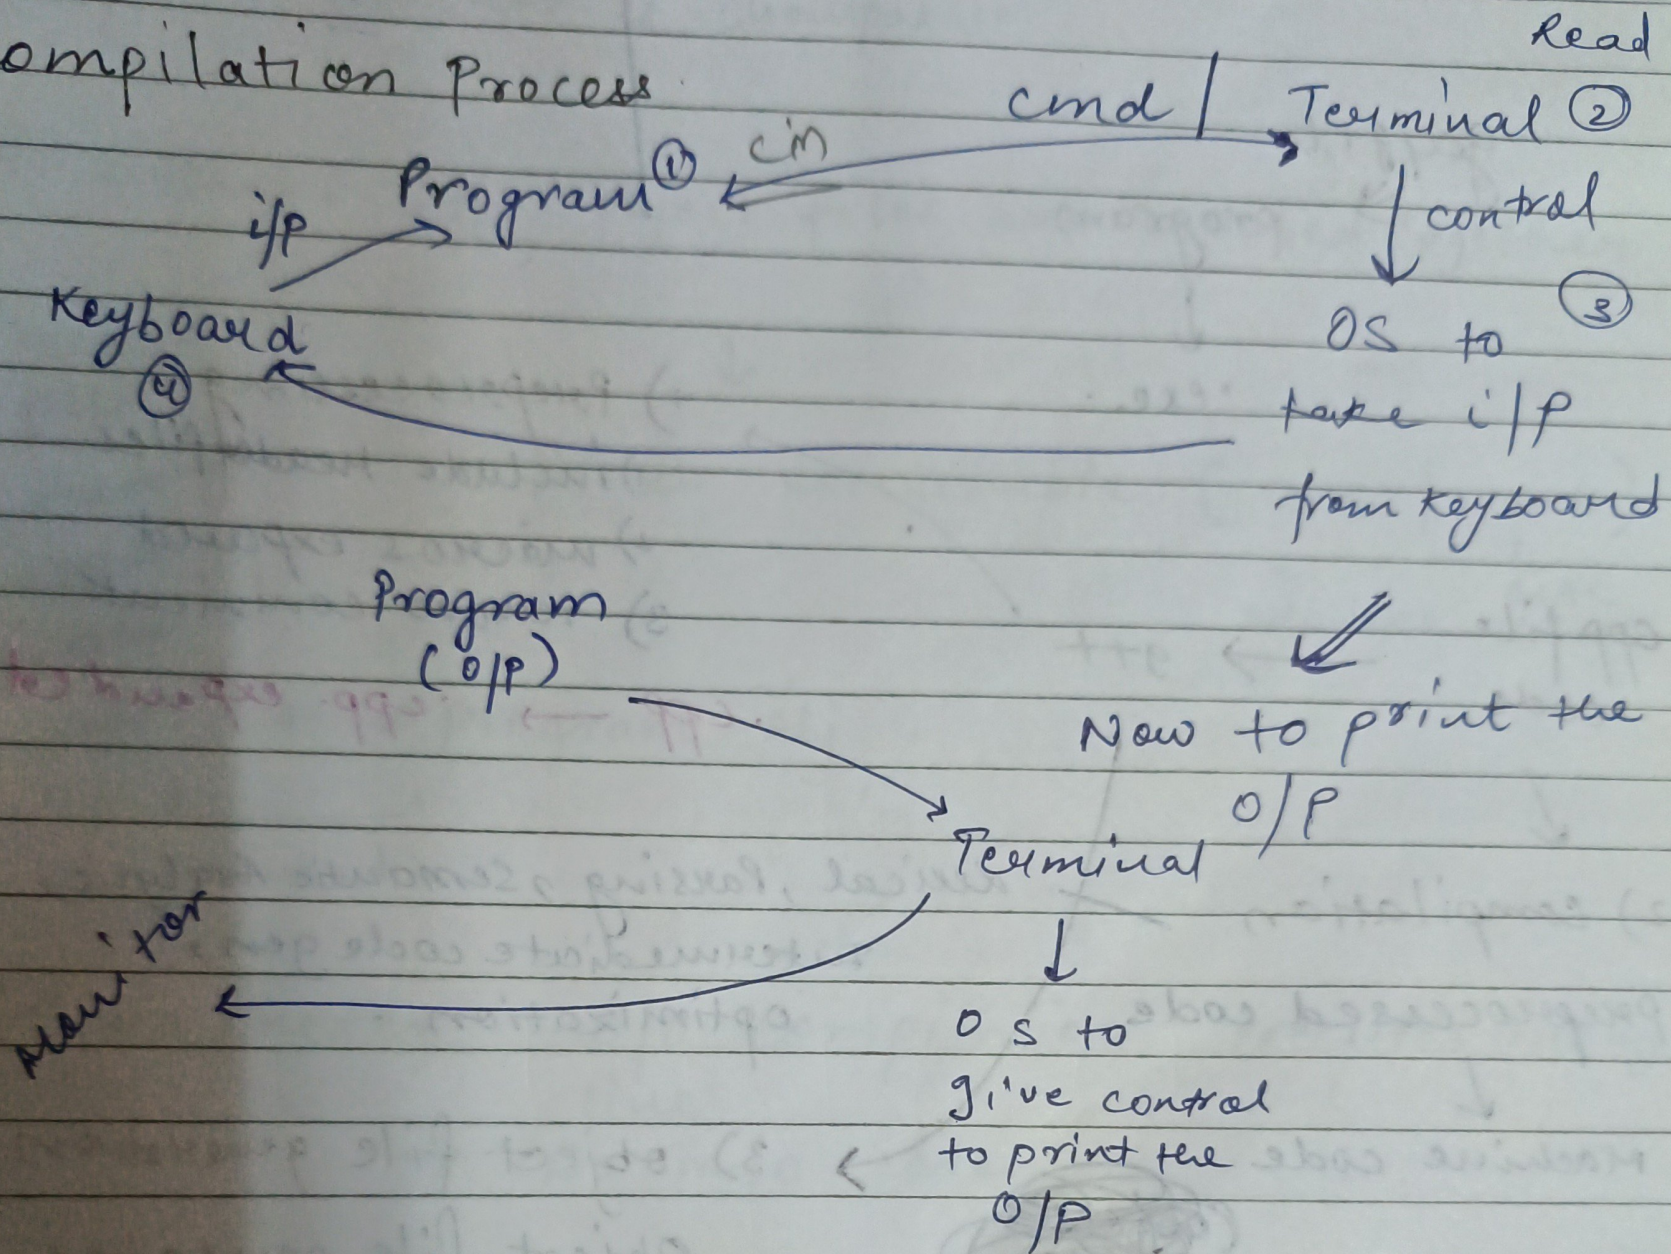 Read
ompilation Process
cmd / Terminal ②
Program ① cin
control
i/p
Keyboard
④
OS to ③
take i/p
from keyboard
Program
(O/P)
Now to print the
O/P
Terminal
Monitor
OS to
give control
to print the
O/P